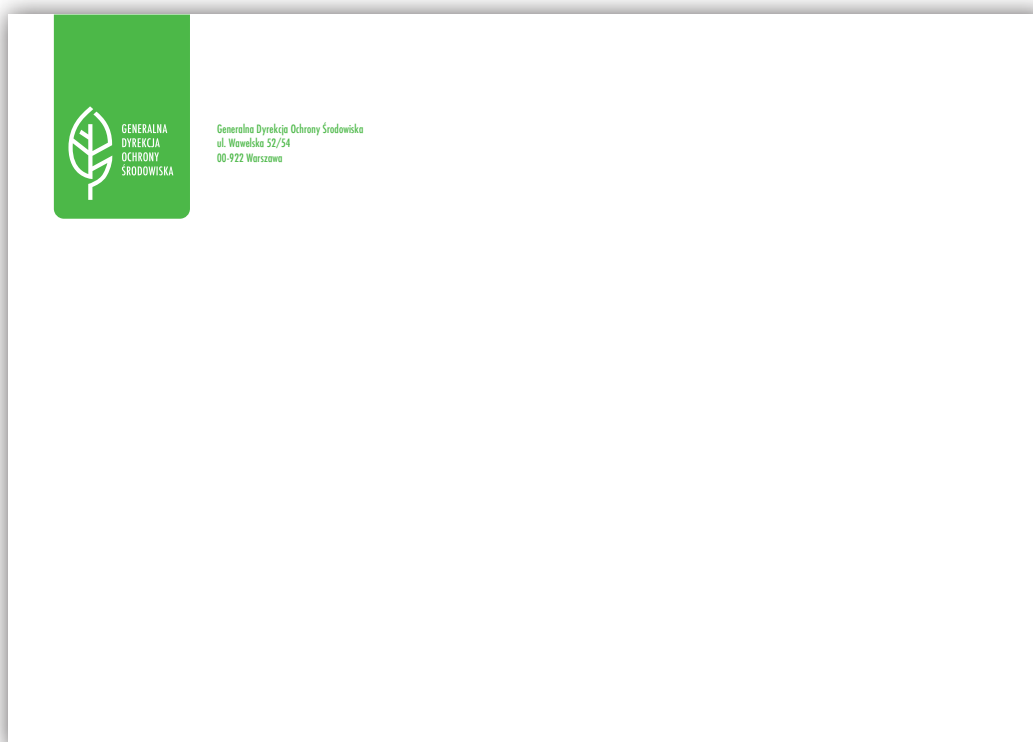 GENERALNA
DYREKCJA
OCHRONY
ŚRODOWISKA
Generalna Dyrekcja Ochrony Środowiska
ul. Wawelska 52/54
00-922 Warszawa